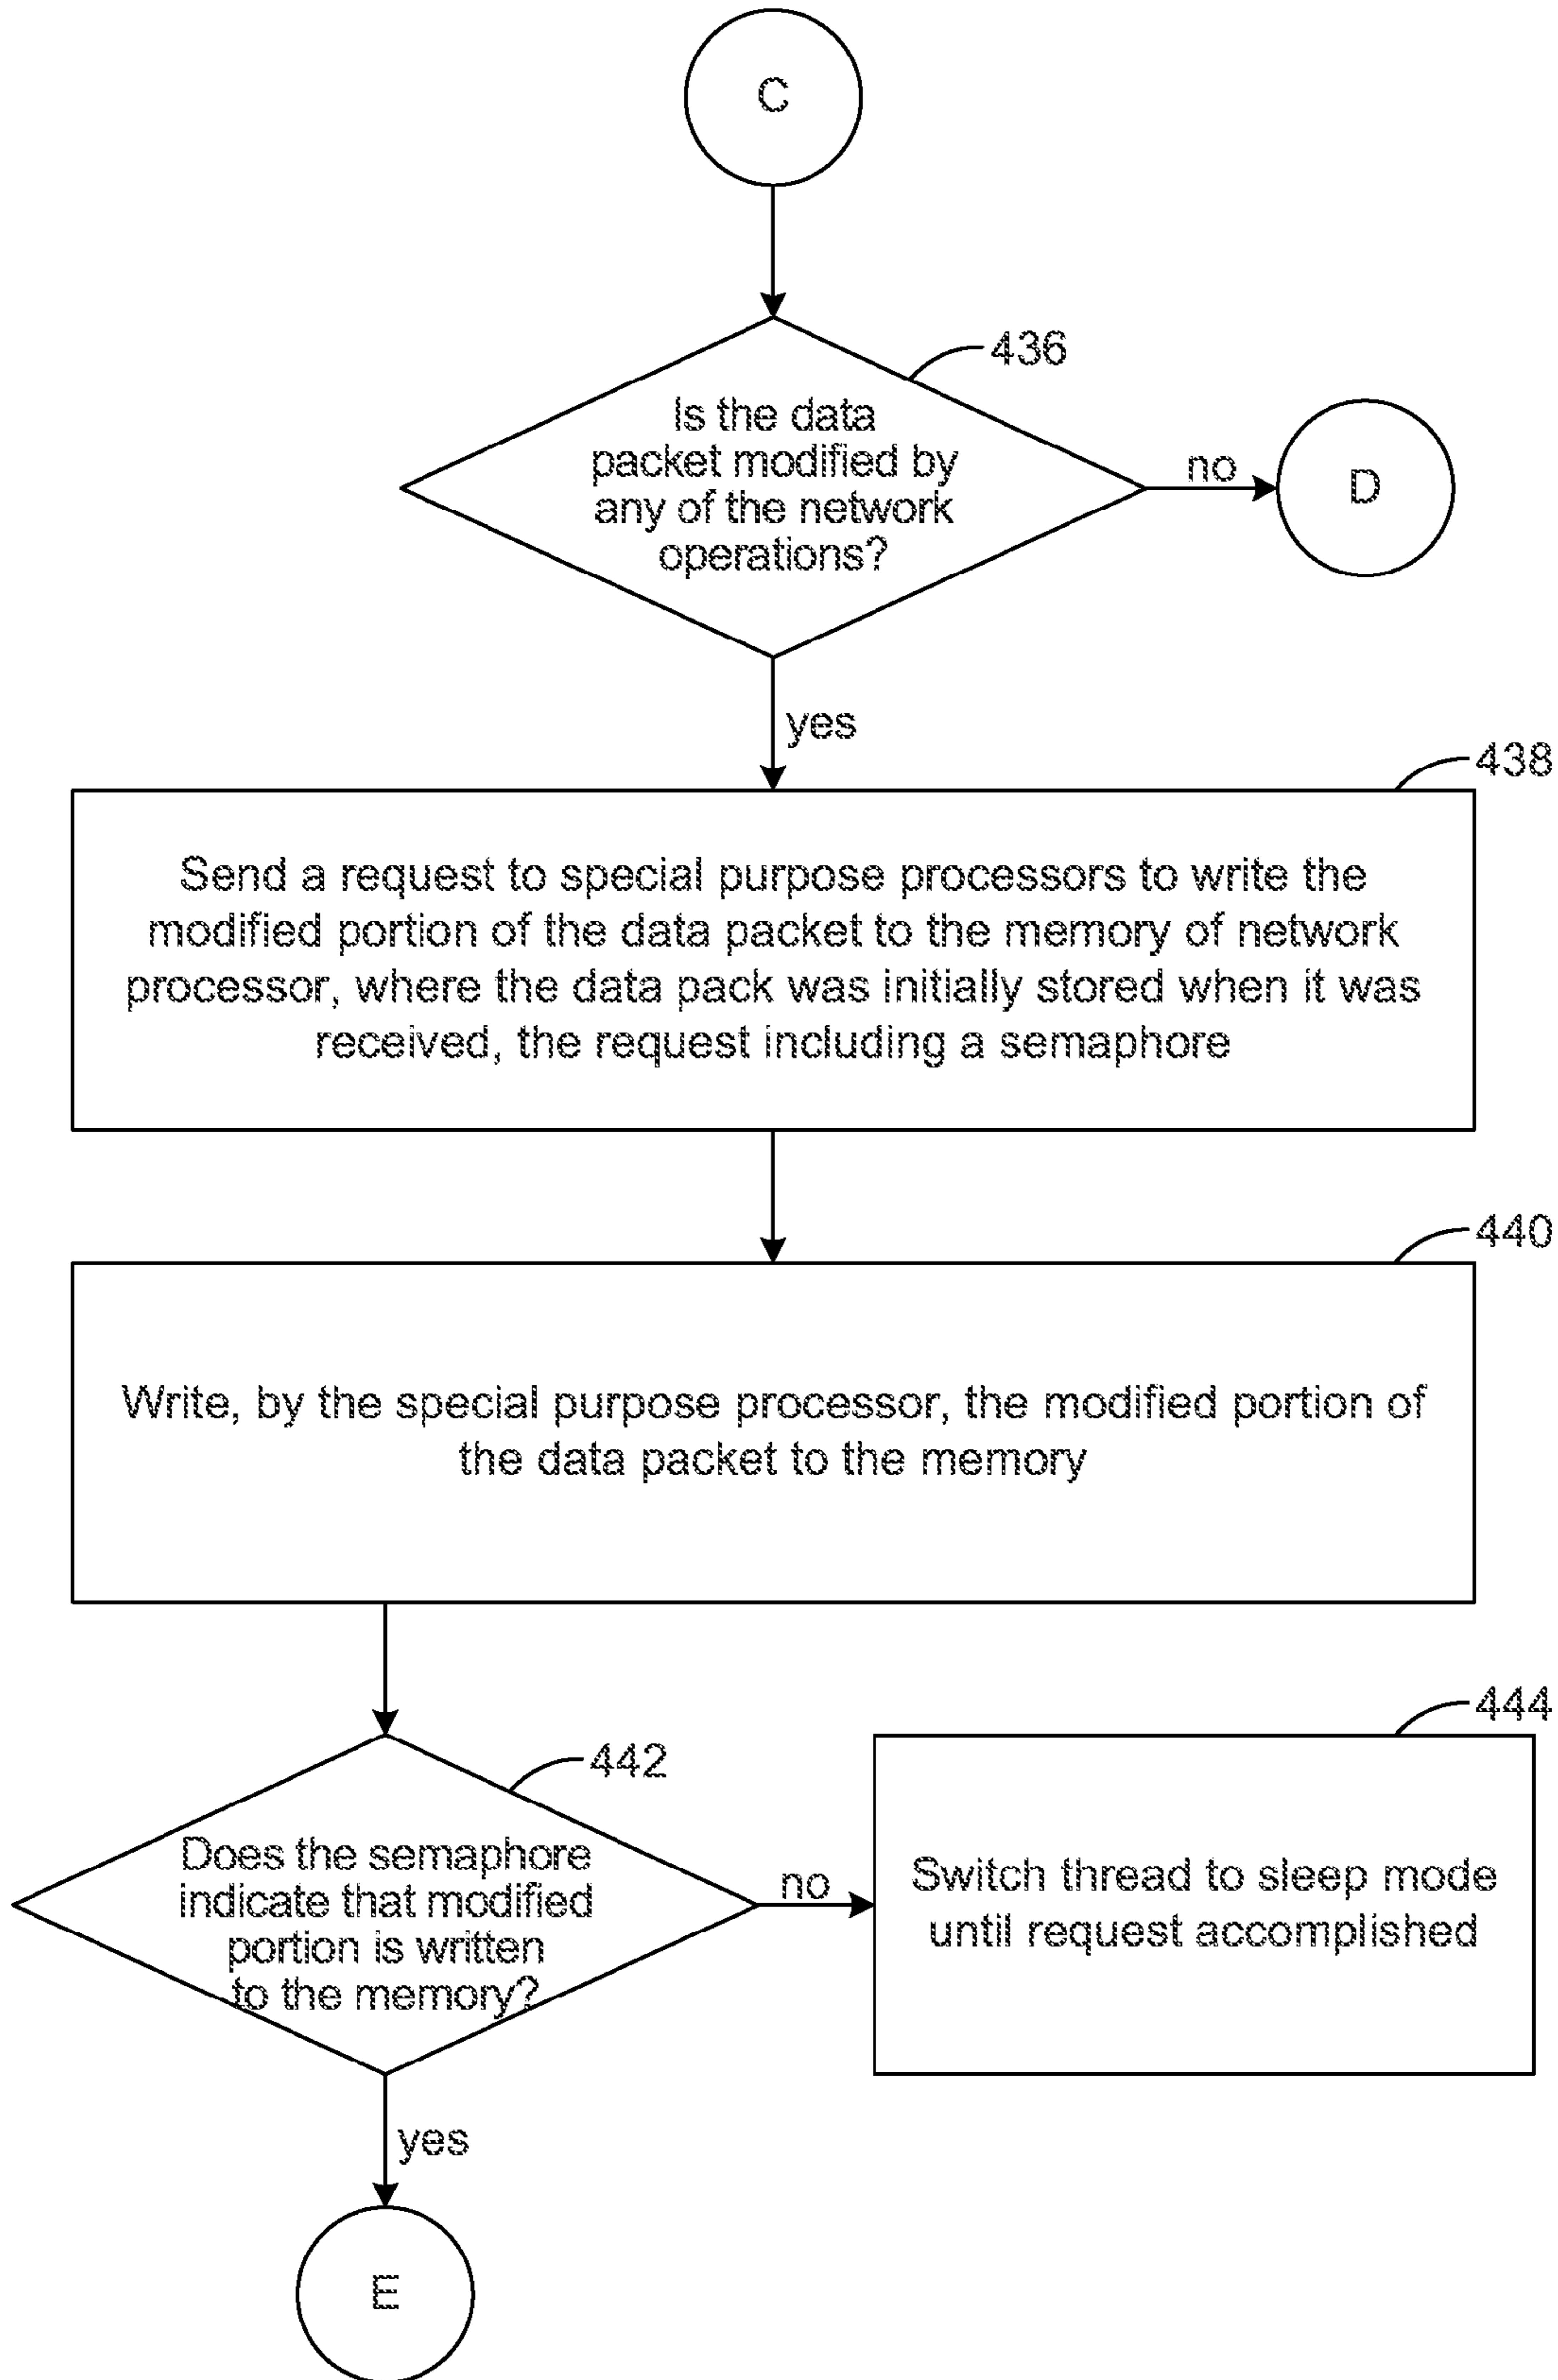 C
436
Is the data
packet modified by
any of the network
operations?
no
D
yes
438
Send a request to special purpose processors to write the
modified portion of the data packet to the memory of network
processor, where the data pack was initially stored when it was
received, the request including a semaphore
440
Write, by the special purpose processor, the modified portion of
the data packet to the memory
442
444
Does the semaphore
indicate that modified
portion is written
to the memory?
no
Switch thread to sleep mode
until request accomplished
yes
E